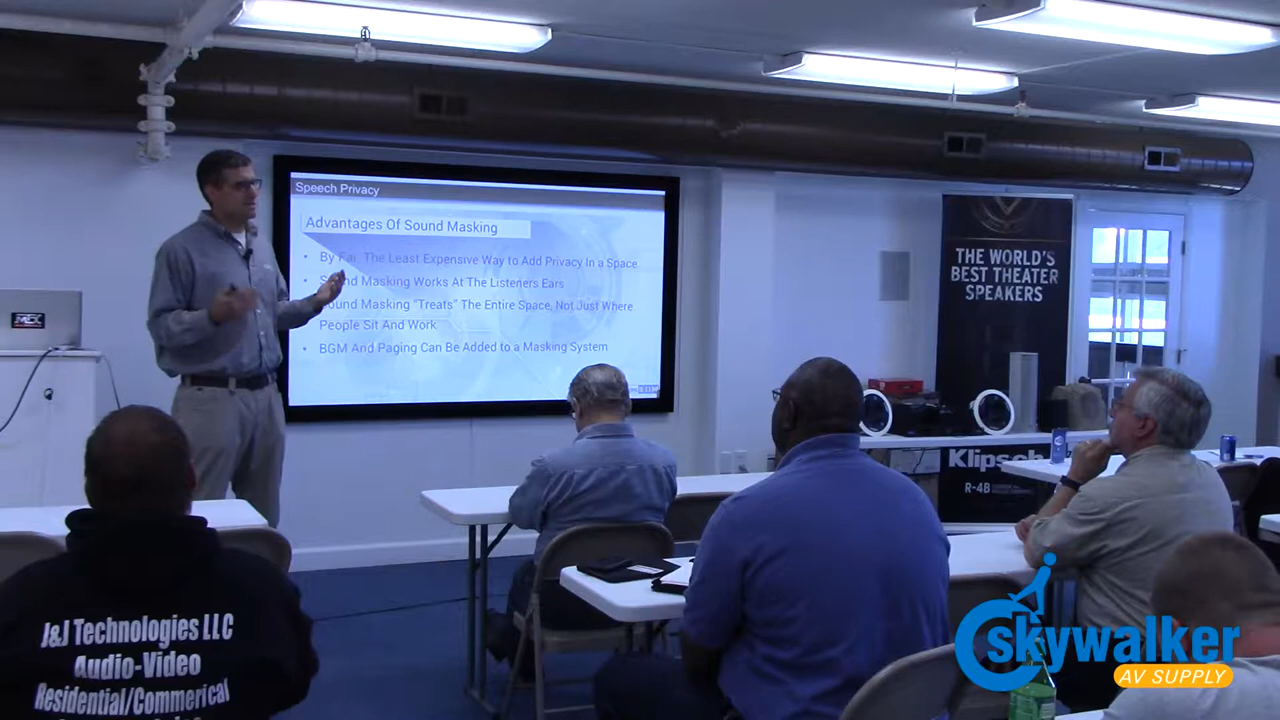 Speech Privacy
Advantages Of Sound Masking
• By Far, The Least Expensive Way to Add Privacy In a Space
• Sound Masking Works At The Listeners Ears
• Sound Masking "Treats" The Entire Space, Not Just Where
People Sit And Work
• BGM And Paging Can Be Added to a Masking System
THE WORLD'S
BEST THEATER
SPEAKERS
Klipsch
R-48
J&J Technologies LLC
Audio-Video
Residential/Commerical
skywalker
AV SUPPLY